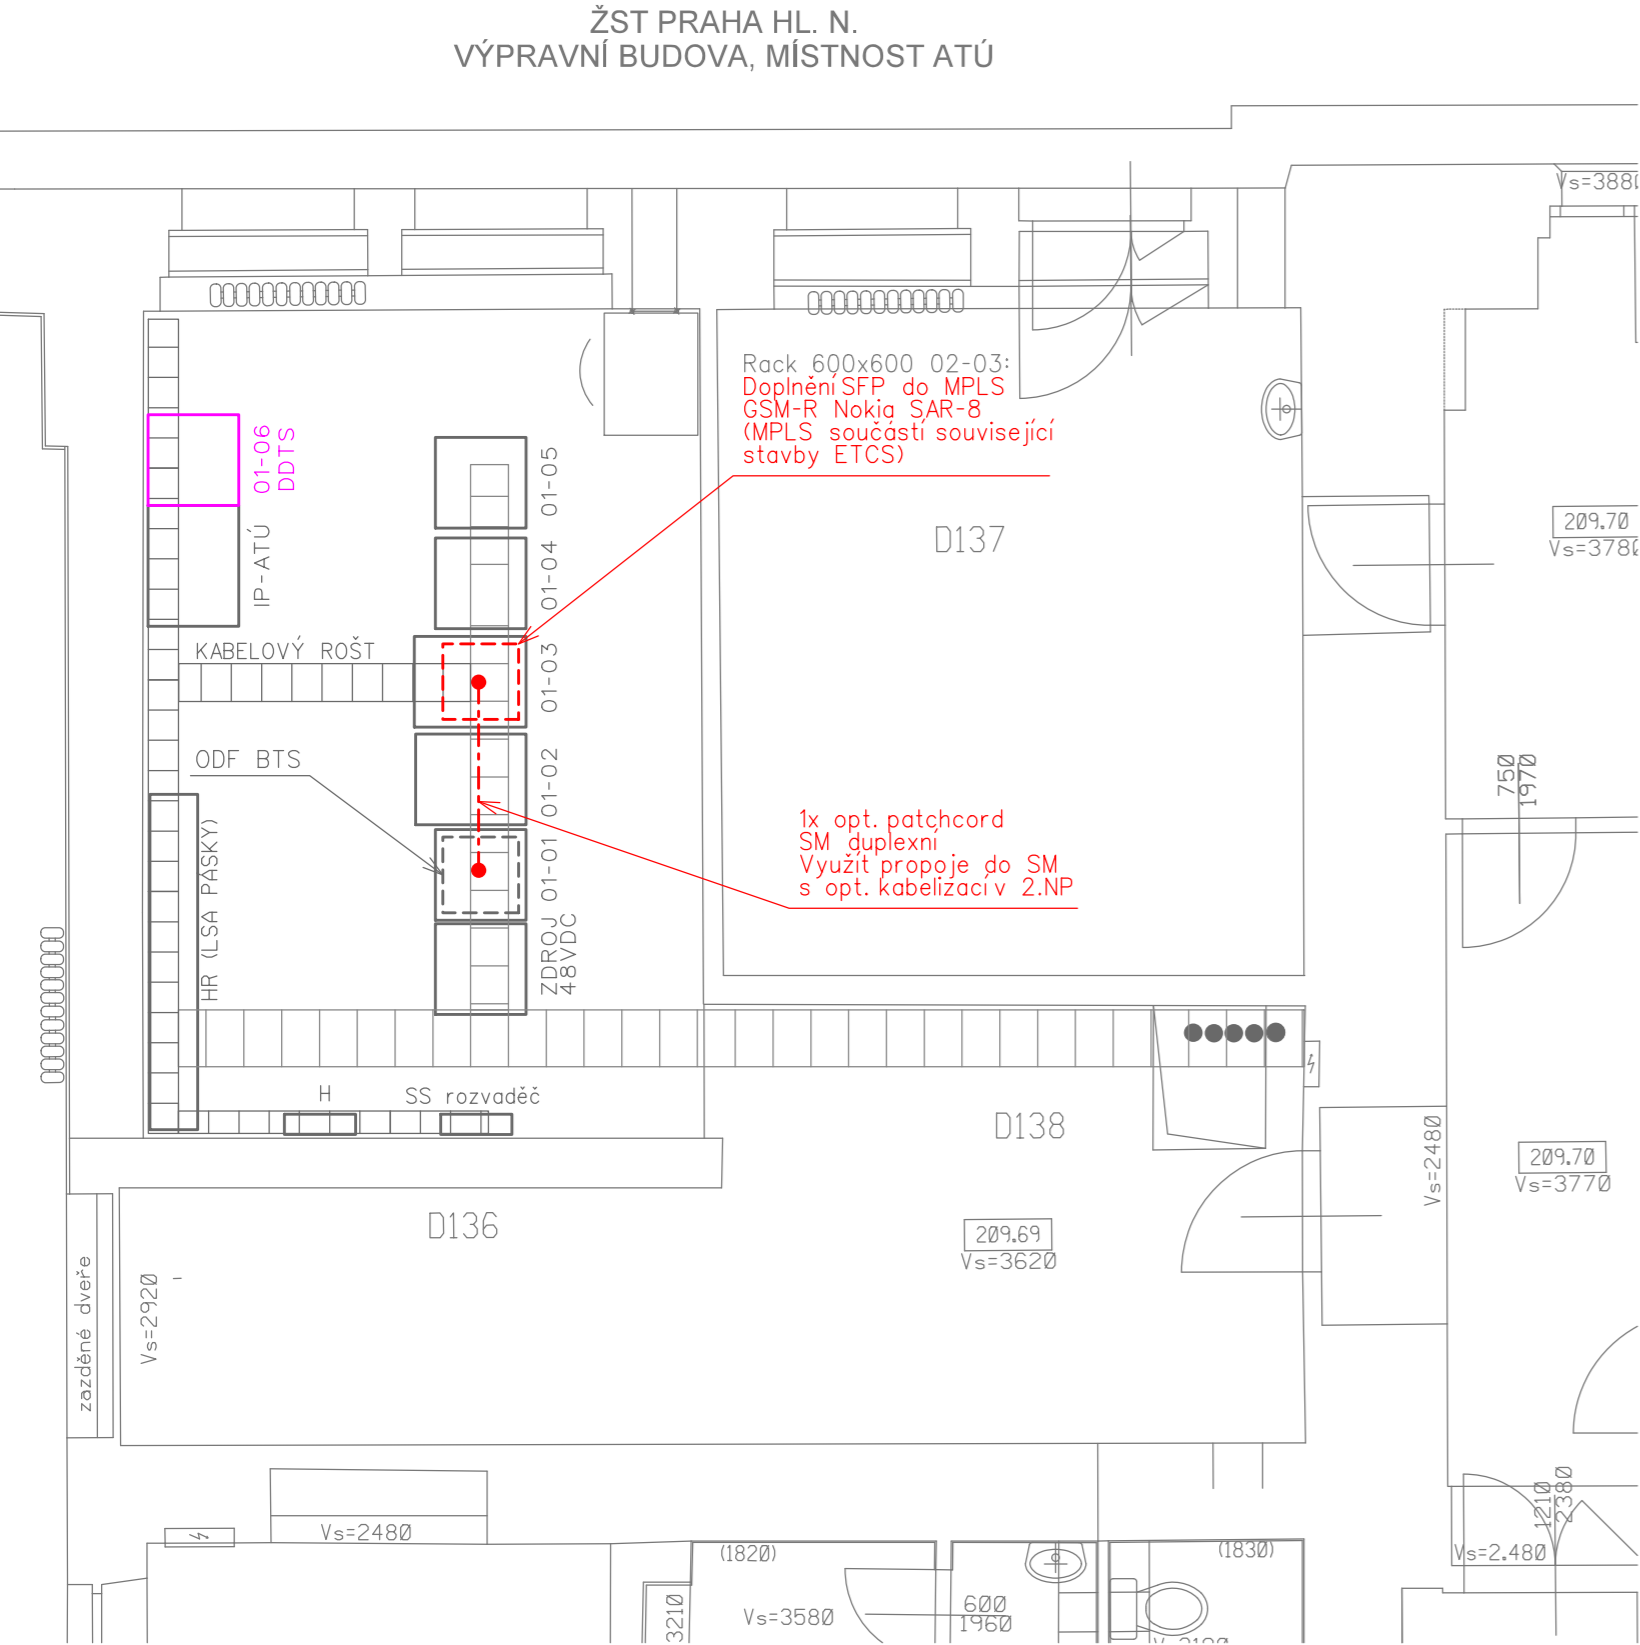 ŽST PRAHA HL. N.
VÝPRAVNÍ BUDOVA, MÍSTNOST ATÚ
Vs=3880
Rack 600x600 02-03:
Doplnění SFP do MPLS
GSM-R Nokia SAR-8
(MPLS součástí související
stavby ETCS)
01-06
DDTS
IP-ATÚ
01-05
01-04
01-03
01-02
01-01
ZDROJ
48VDC
D137
209.70
Vs=3780
KABELOVÝ ROŠT
ODF BTS
HR (LSA PÁSKY)
750
1970
1x opt. patchcord
SM duplexní
Využít propoje do SM
s opt. kabelizací v 2.NP
H
SS rozvaděč
D138
Vs=2480
209.70
Vs=3770
D136
209.69
Vs=3620
Vs=2920
zazděné dveře
Vs=2480
1210
2380
Vs=2.480
(1820)
(1830)
3210
Vs=3580
600
1960